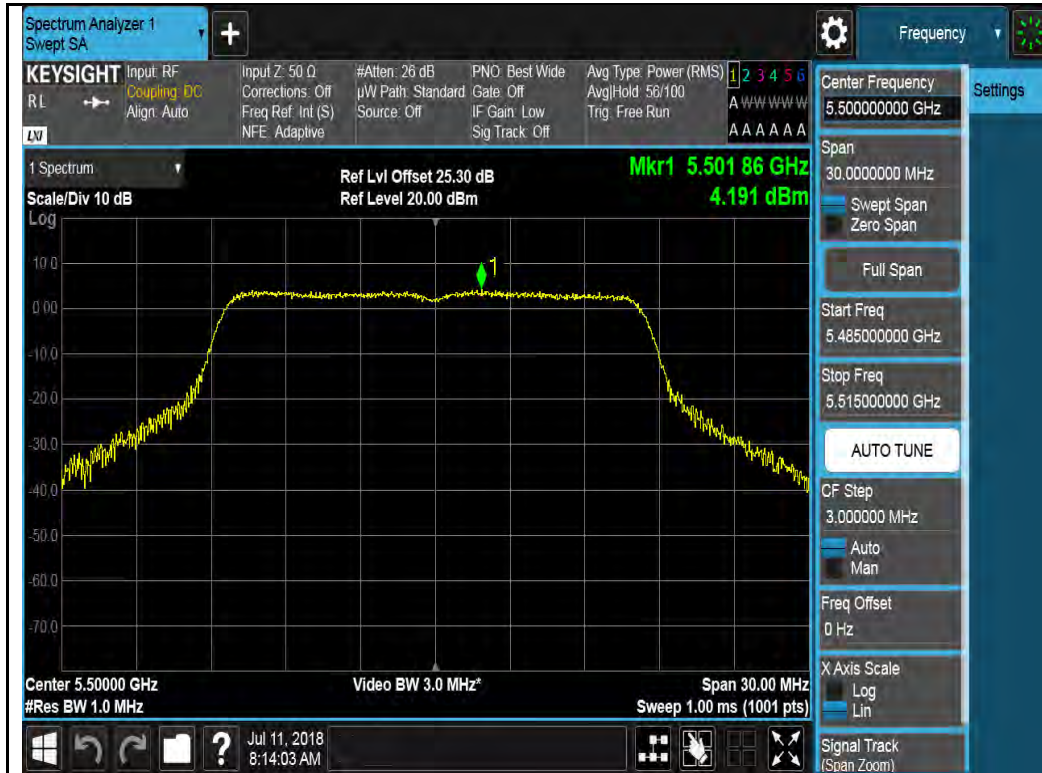 Spectrum Analyzer 1
Swept SA
+
Frequency
KEYSIGHT
RL
LXI
Input: RF
Coupling: DC
Align: Auto
Input Z: 50 Ω
Corrections: Off
Freq Ref: Int (S)
NFE: Adaptive
#Atten: 26 dB
µW Path: Standard
Source: Off
PNO: Best Wide
Gate: Off
IF Gain: Low
Sig Track: Off
Avg Type: Power (RMS)
Avg|Hold: 56/100
Trig: Free Run
1 2 3 4 5 6
A W W W W W
A A A A A A
1 Spectrum
Scale/Div 10 dB
Ref Lvl Offset 25.30 dB
Ref Level 20.00 dBm
Mkr1 5.501 86 GHz
4.191 dBm
Log
1
10.0
0.00
-10.0
-20.0
-30.0
-40.0
-50.0
-60.0
-70.0
Center 5.50000 GHz
#Res BW 1.0 MHz
Video BW 3.0 MHz*
Span 30.00 MHz
Sweep 1.00 ms (1001 pts)
?
Jul 11, 2018
8:14:03 AM
Center Frequency
5.500000000 GHz
Settings
Span
30.0000000 MHz
Swept Span
Zero Span
Full Span
Start Freq
5.485000000 GHz
Stop Freq
5.515000000 GHz
AUTO TUNE
CF Step
3.000000 MHz
Auto
Man
Freq Offset
0 Hz
X Axis Scale
Log
Lin
Signal Track
(Span Zoom)